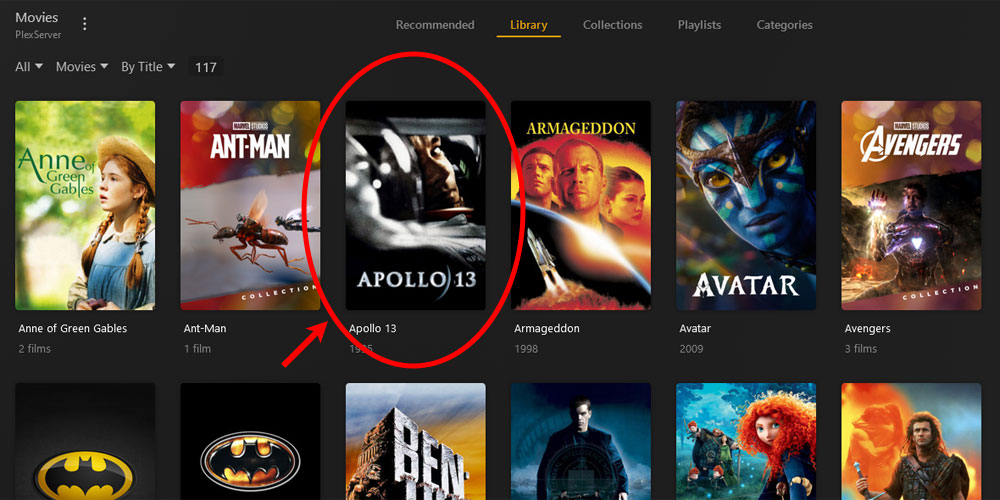 Movies
PlexServer
Recommended
Library
Collections
Playlists
Categories
All
Movies
By Title
117
Anne of
Green
Gables
MARVEL STUDIOS
ANT-MAN
COLLECTION
APOLLO 13
ARMAGEDDON
AVATAR
MARVEL STUDIOS
AVENGERS
COLLECTION
Anne of Green Gables
Ant-Man
Apollo 13
Armageddon
Avatar
Avengers
2 films
1 film
1995
1998
2009
3 films
BEN